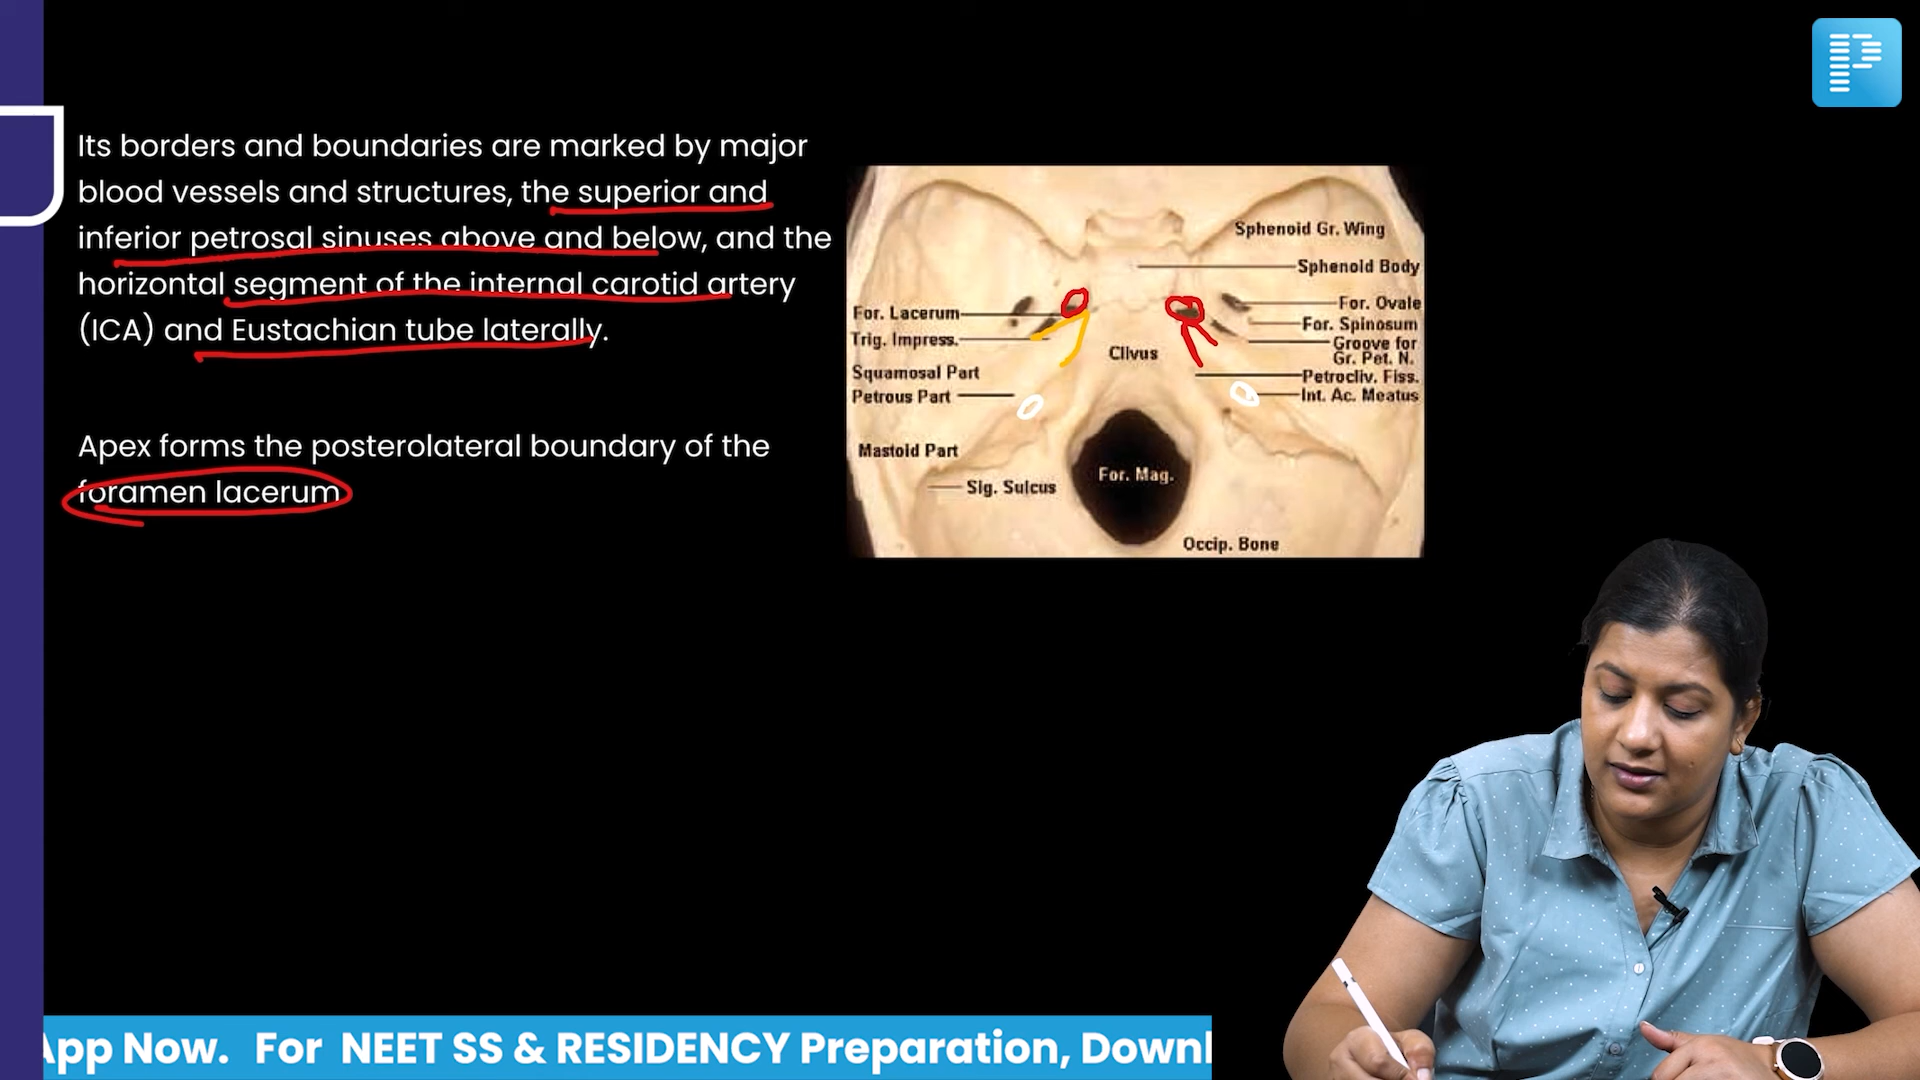 Its borders and boundaries are marked by major
blood vessels and structures, the superior and
inferior petrosal sinuses above and below, and the
horizontal segment of the internal carotid artery
(ICA) and Eustachian tube laterally.
Apex forms the posterolateral boundary of the
foramen lacerum
Sphenoid Gr. Wing
Sphenoid Body
For. Ovale
For. Spinosum
Groove for
Gr. Pet. N.
Petrocliv. Fiss.
Int. Ac. Meatus
For. Lacerum
Trig. Impress.
Squamosal Part
Petrous Part
Mastoid Part
Sig. Sulcus
Clivus
For. Mag.
Occip. Bone
App Now. For NEET SS & RESIDENCY Preparation, Downl